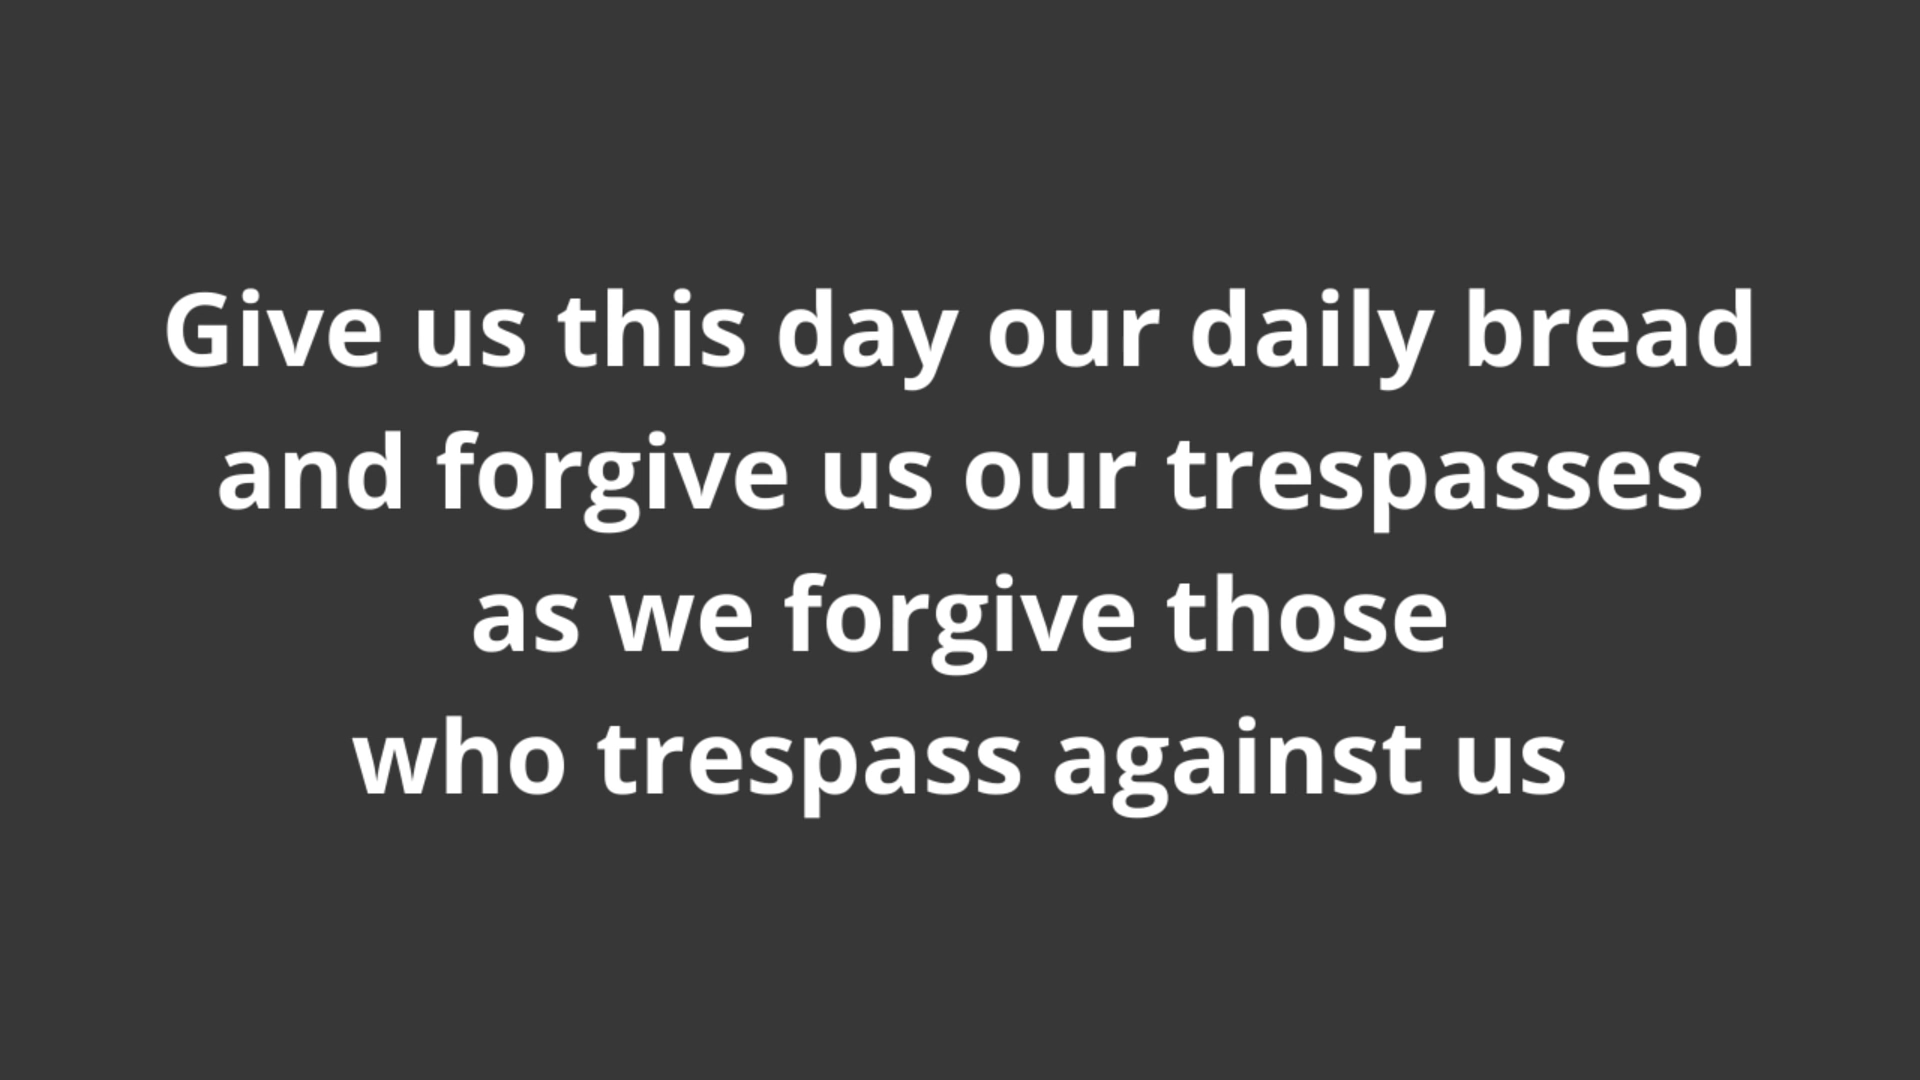 Give us this day our daily bread
and forgive us our trespasses
as we forgive those
who trespass against us